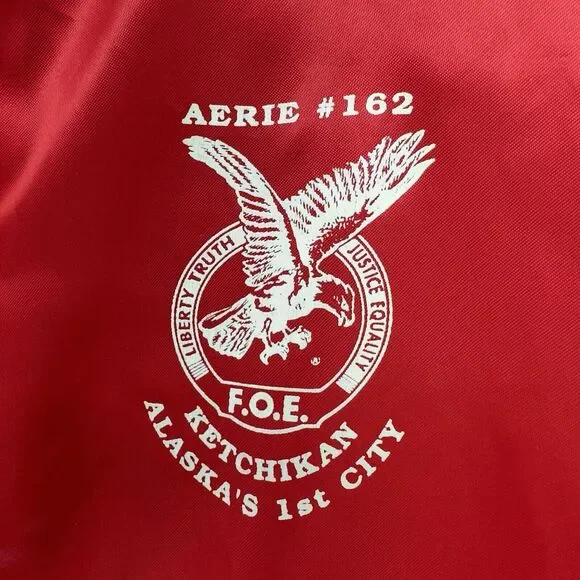 AERIE #162
LIBERTY TRUTH
JUSTICE EQUALITY
®
F.O.E.
KETCHIKAN
ALASKA'S 1st CITY